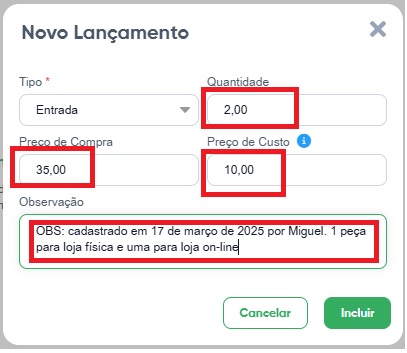 Novo Lançamento
Tipo * Quantidade
Entrada 2,00
Preço de Compra Preço de Custo
35,00 10,00
Observação
OBS: cadastrado em 17 de março de 2025 por Miguel. 1 peça
para loja física e uma para loja on-line
Cancelar Incluir